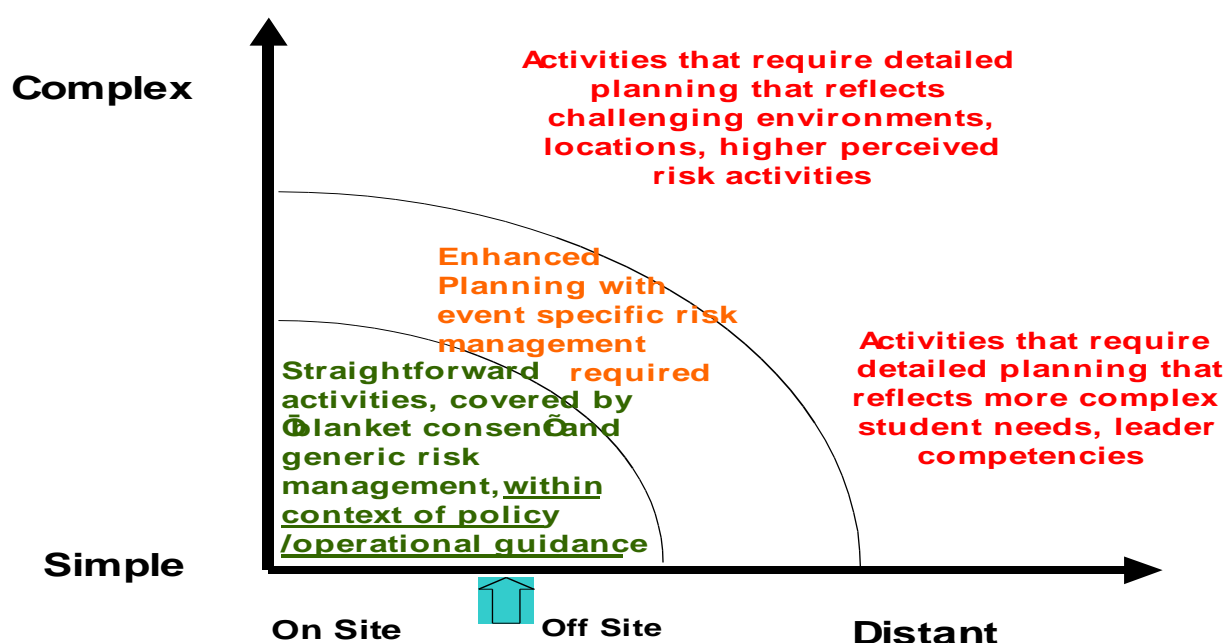 Complex
Activities that require detailed
planning that reflects
challenging environments,
locations, higher perceived
risk activities
Enhanced
Planning with
event specific risk
management
required
Activities that require
detailed planning that
reflects more complex
student needs, leader
competencies
Straightforward
activities, covered by
blanket consent and
generic risk
management, within
context of policy
/operational guidance
Simple
On Site
Off Site
Distant